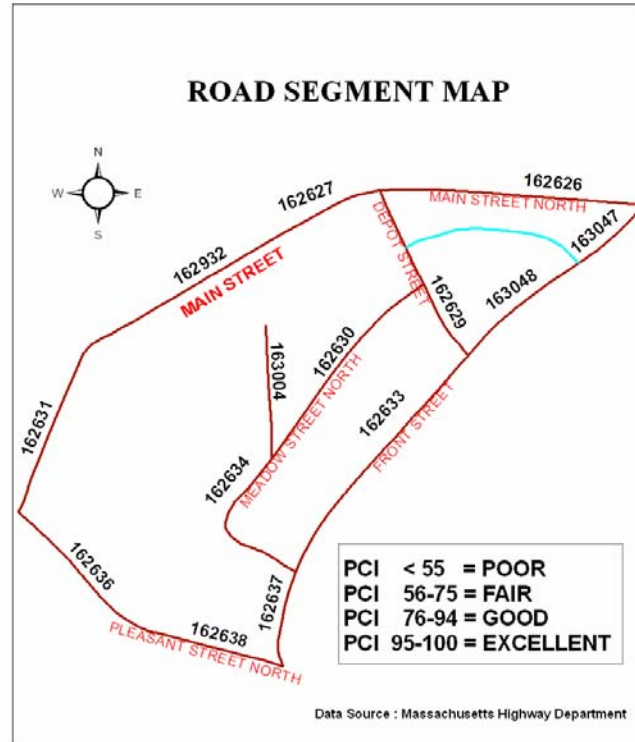 ROAD SEGMENT MAP
N
W
E
S
162626
MAIN STREET NORTH
162627
163047
DEPOT STREET
163048
162932
MAIN STREET
162629
162630
163004
MEADOW STREET NORTH
162633
FRONT STREET
162631
162634
162636
162637
162638
PLEASANT STREET NORTH
PCI < 55 = POOR
PCI 56-75 = FAIR
PCI 76-94 = GOOD
PCI 95-100 = EXCELLENT
Data Source : Massachusetts Highway Department